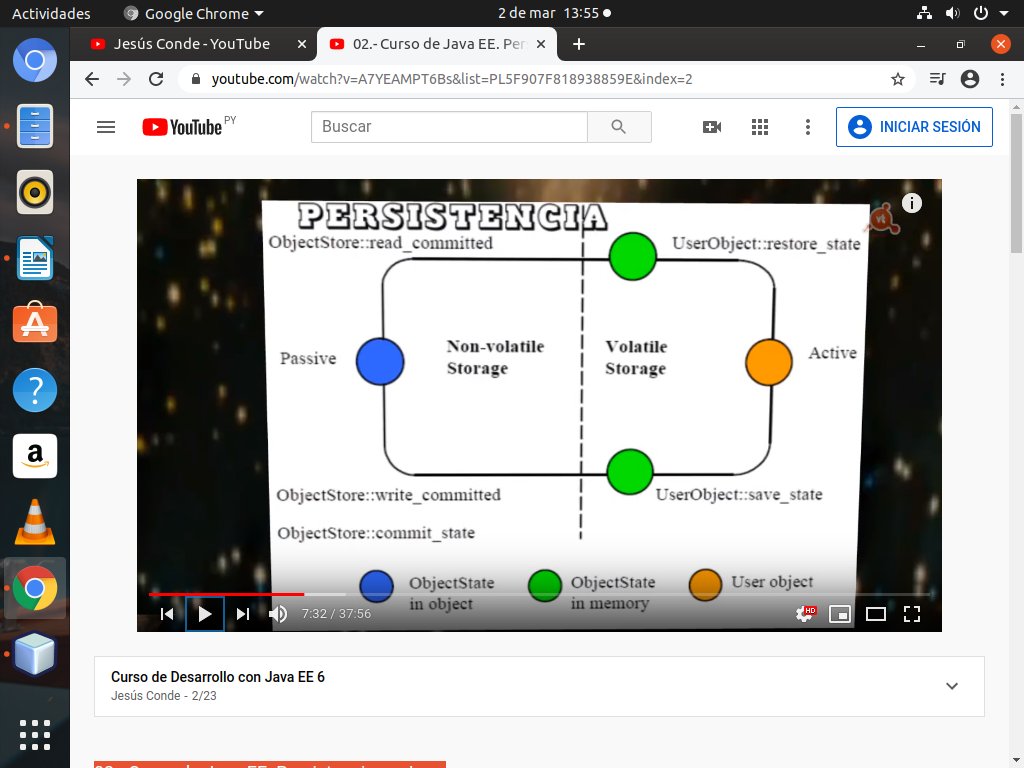 Actividades
Google Chrome
2 de mar 13:55
Jesús Conde - YouTube
02.- Curso de Java EE. Per
youtube.com/watch?v=A7YEAMPT6Bs&list=PL5F907F818938859E&index=2
YouTube PY
Buscar
INICIAR SESIÓN
PERSISTENCIA
vt
ObjectStore::read_committed
UserObject::restore_state
Passive
Non-volatile
Storage
Volatile
Storage
Active
ObjectStore::write_committed
UserObject::save_state
ObjectStore::commit_state
ObjectState
in object
ObjectState
in memory
User object
7:32 / 37:56
HD
Curso de Desarrollo con Java EE 6
Jesús Conde - 2/23